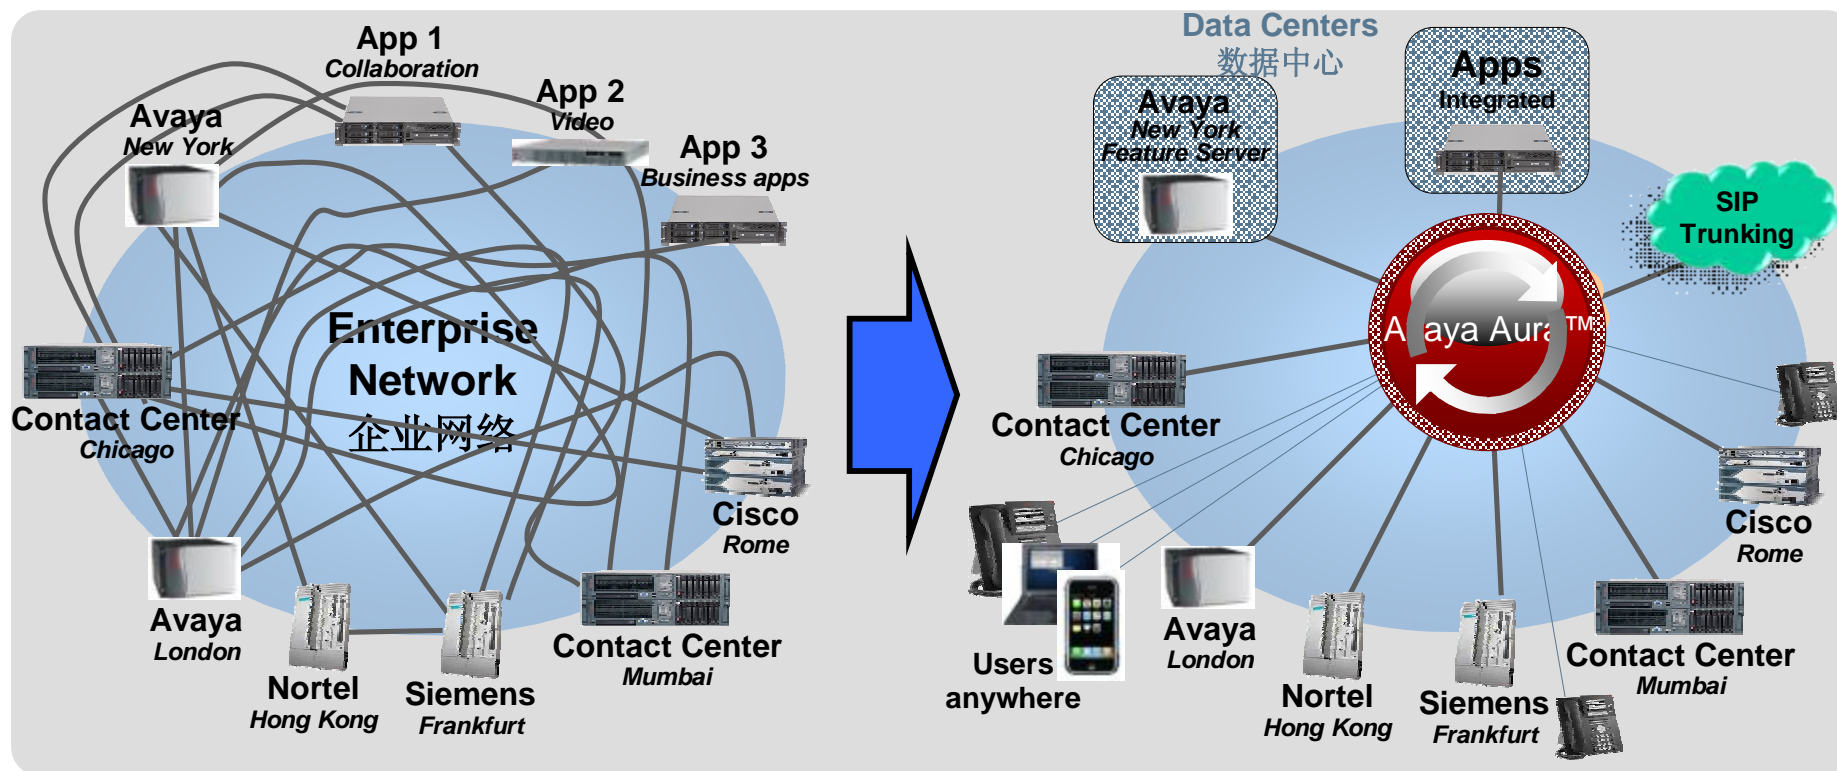 App 1
Collaboration
App 2
Video
App 3
Business apps
Avaya
New York
Enterprise
Network
企业网络
Contact Center
Chicago
Cisco
Rome
Avaya
London
Nortel
Hong Kong
Siemens
Frankfurt
Contact Center
Mumbai
Data Centers
数据中心
Avaya
New York
Feature Server
Apps
Integrated
SIP
Trunking
Avaya Aura™
Contact Center
Chicago
Cisco
Rome
Users
anywhere
Avaya
London
Nortel
Hong Kong
Siemens
Frankfurt
Contact Center
Mumbai